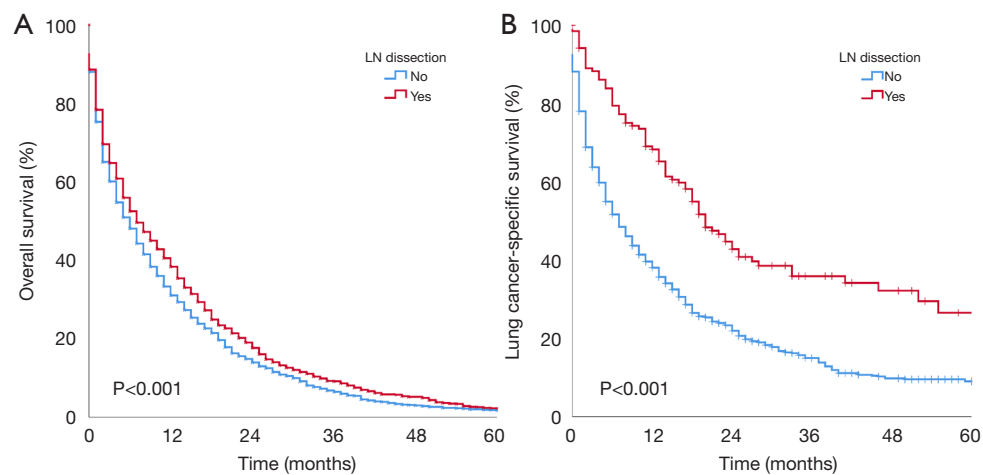 A
Overall survival (%)
100
80
60
40
20
0
LN dissection
No
Yes
P<0.001
0 12 24 36 48 60
Time (months)
B
Lung cancer-specific survival (%)
100
80
60
40
20
0
LN dissection
No
Yes
P<0.001
0 12 24 36 48 60
Time (months)